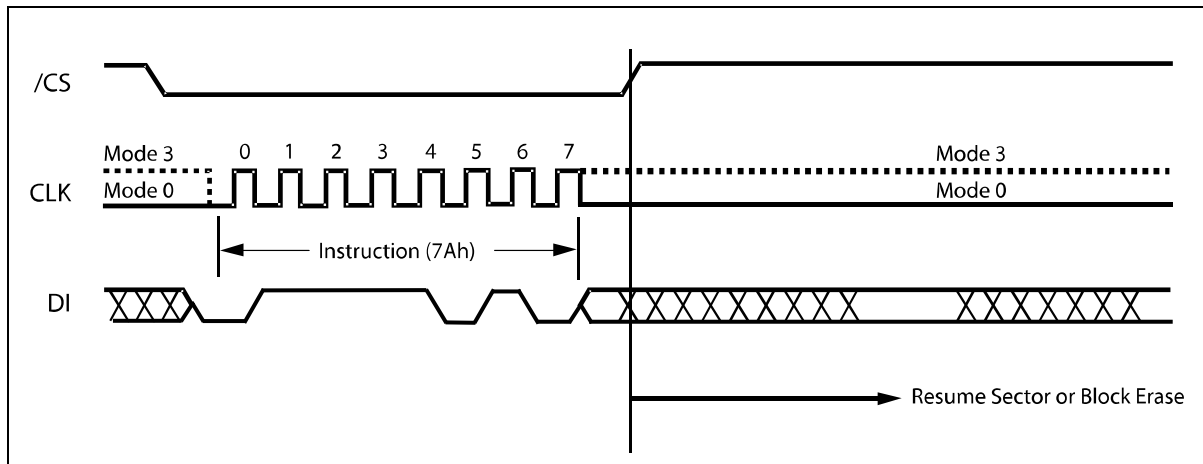 /CS
Mode 3 0 1 2 3 4 5 6 7 Mode 3
CLK Mode 0 Mode 0
Instruction (7Ah)
DI
Resume Sector or Block Erase